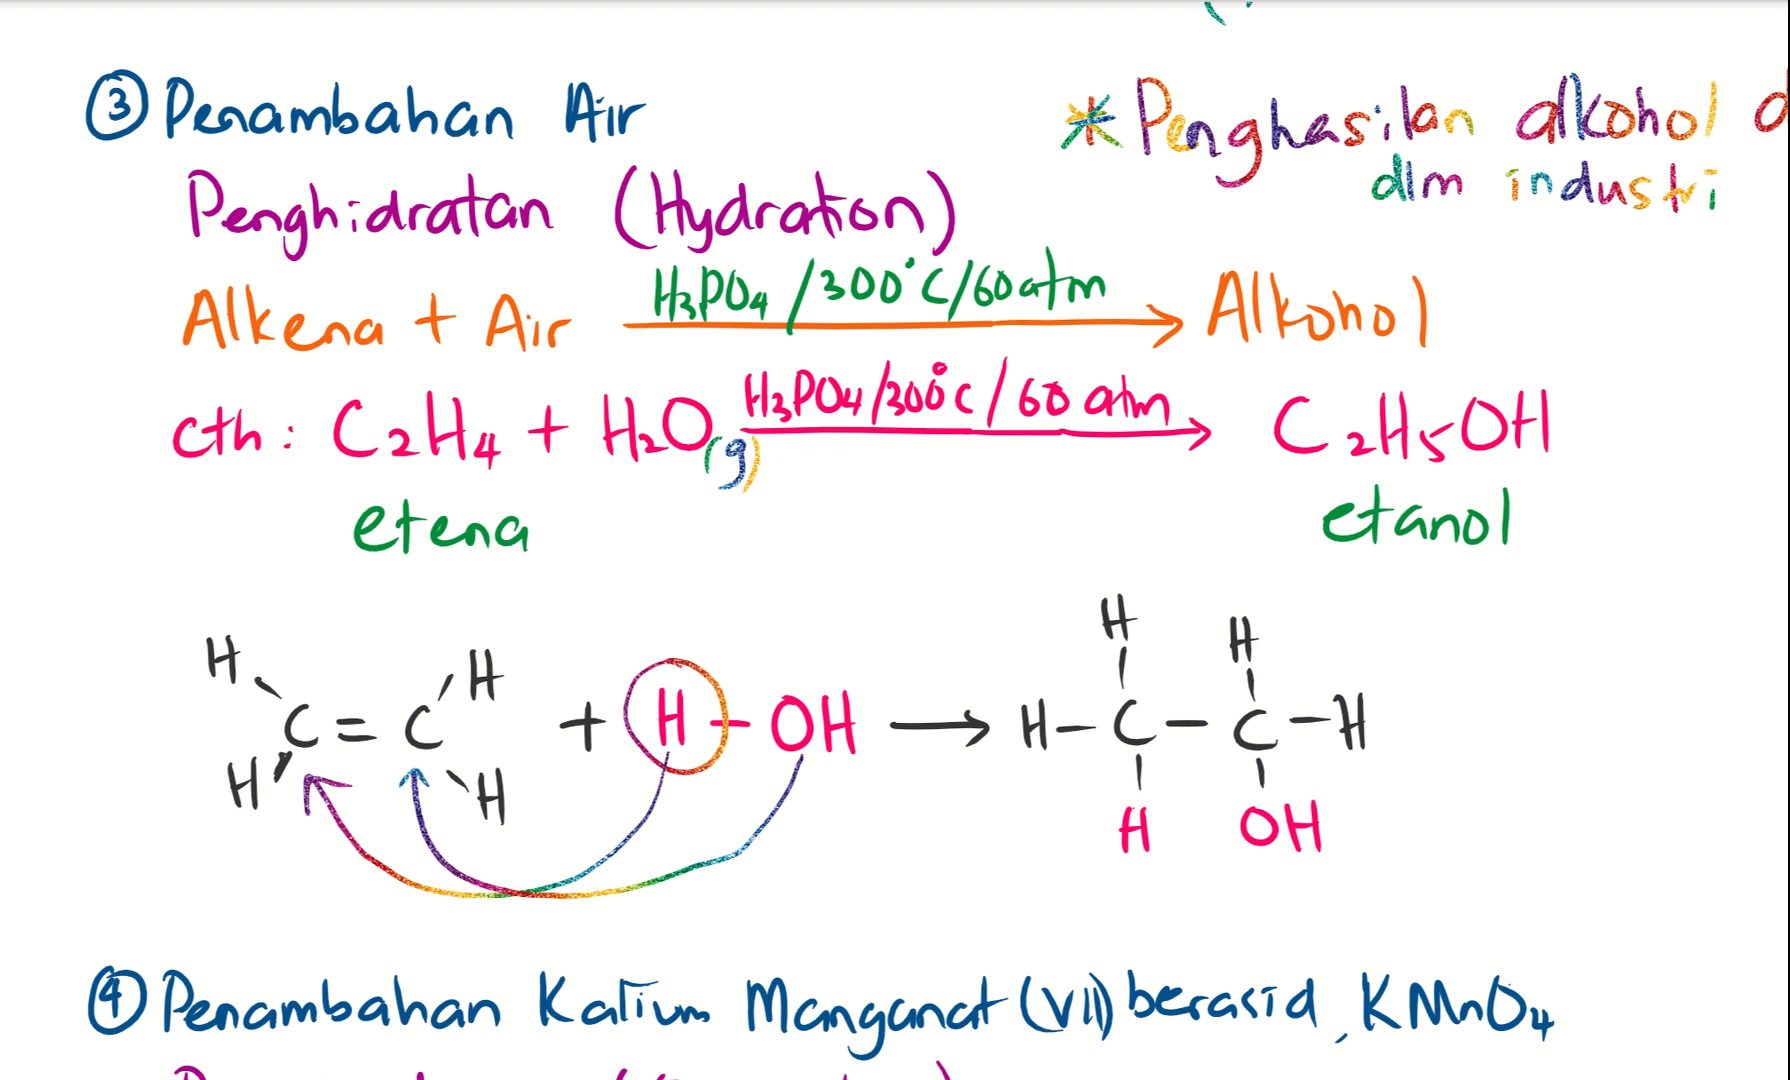 ③ Penambahan Air
* Penghasilan alkohol
dlm industri
Penghidratan (Hydration)
Alkena + Air H₃PO₄/300°C/60atm → Alkohol
cth: C₂H₄ + H₂O(g) H₃PO₄/300°C/60 atm → C₂H₅OH
etena etanol
H H
H H
C = C + H - OH → H - C - C - H
H H
H OH
④ Penambahan Kalium Manganat (VII) berasid, KMnO₄